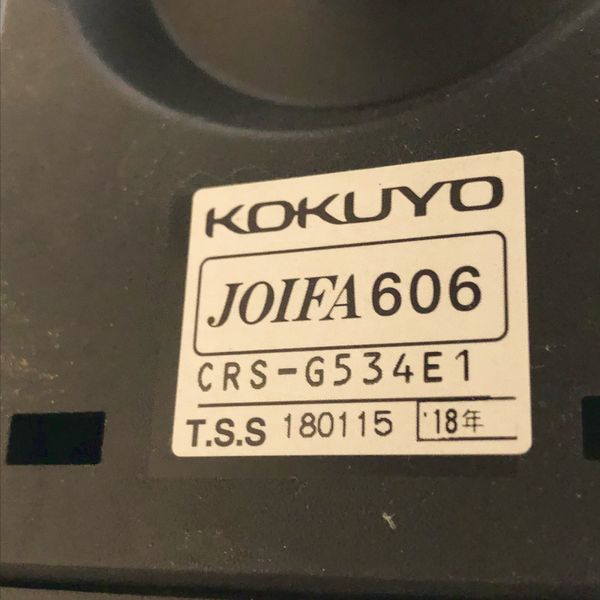 KOKUYO
JOIFA 606
CRS-G534E1
T.S.S 180115 '18年